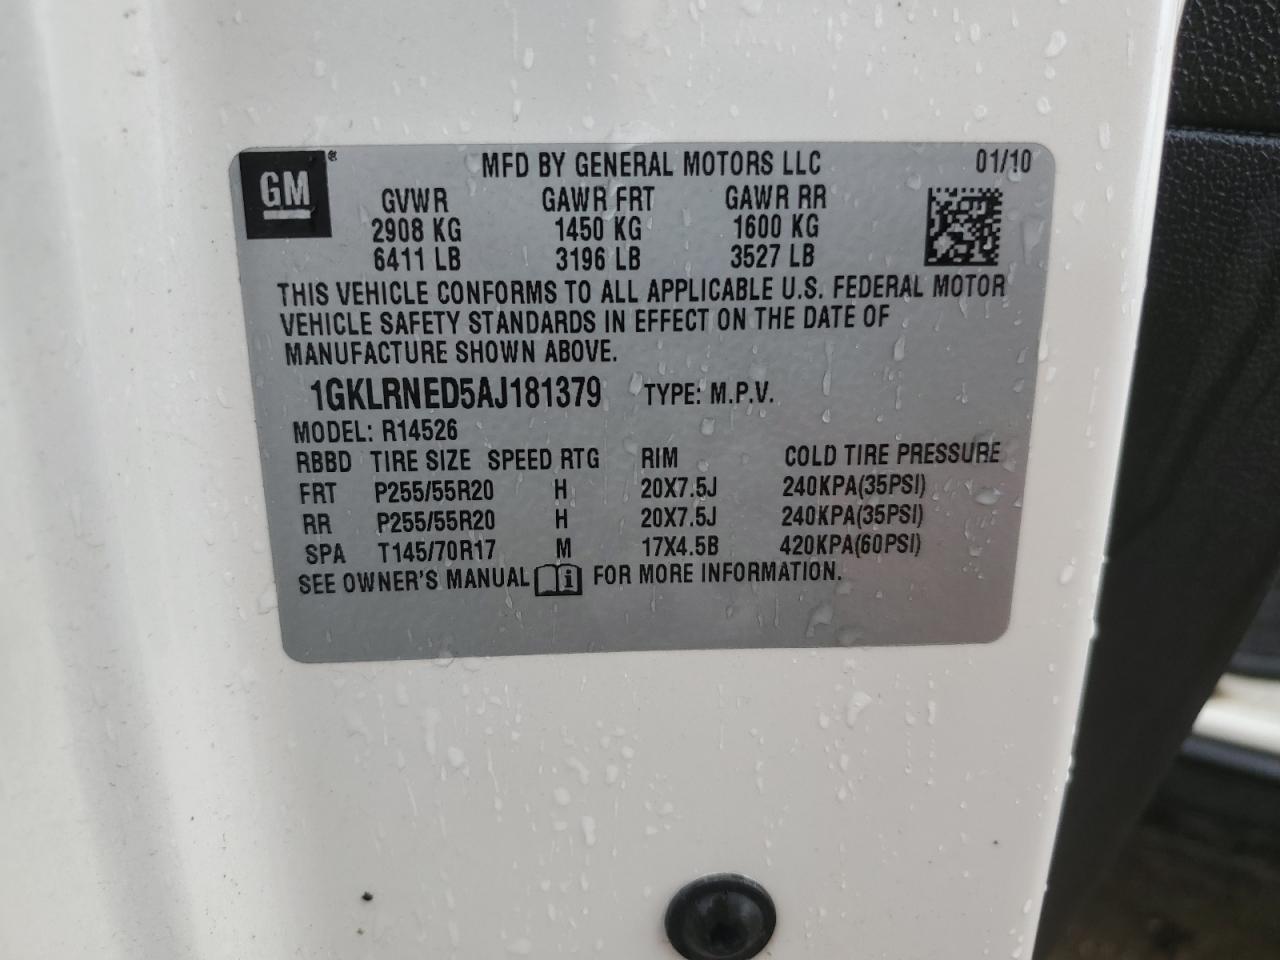 GM ® MFD BY GENERAL MOTORS LLC 01/10
GVWR GAWR FRT GAWR RR
2908 KG 1450 KG 1600 KG
6411 LB 3196 LB 3527 LB
THIS VEHICLE CONFORMS TO ALL APPLICABLE U.S. FEDERAL MOTOR
VEHICLE SAFETY STANDARDS IN EFFECT ON THE DATE OF
MANUFACTURE SHOWN ABOVE.
1GKLRNED5AJ181379 TYPE: M.P.V.
MODEL: R14526
RBBD TIRE SIZE SPEED RTG RIM COLD TIRE PRESSURE
FRT P255/55R20 H 20X7.5J 240KPA(35PSI)
RR P255/55R20 H 20X7.5J 240KPA(35PSI)
SPA T145/70R17 M 17X4.5B 420KPA(60PSI)
SEE OWNER'S MANUAL FOR MORE INFORMATION.